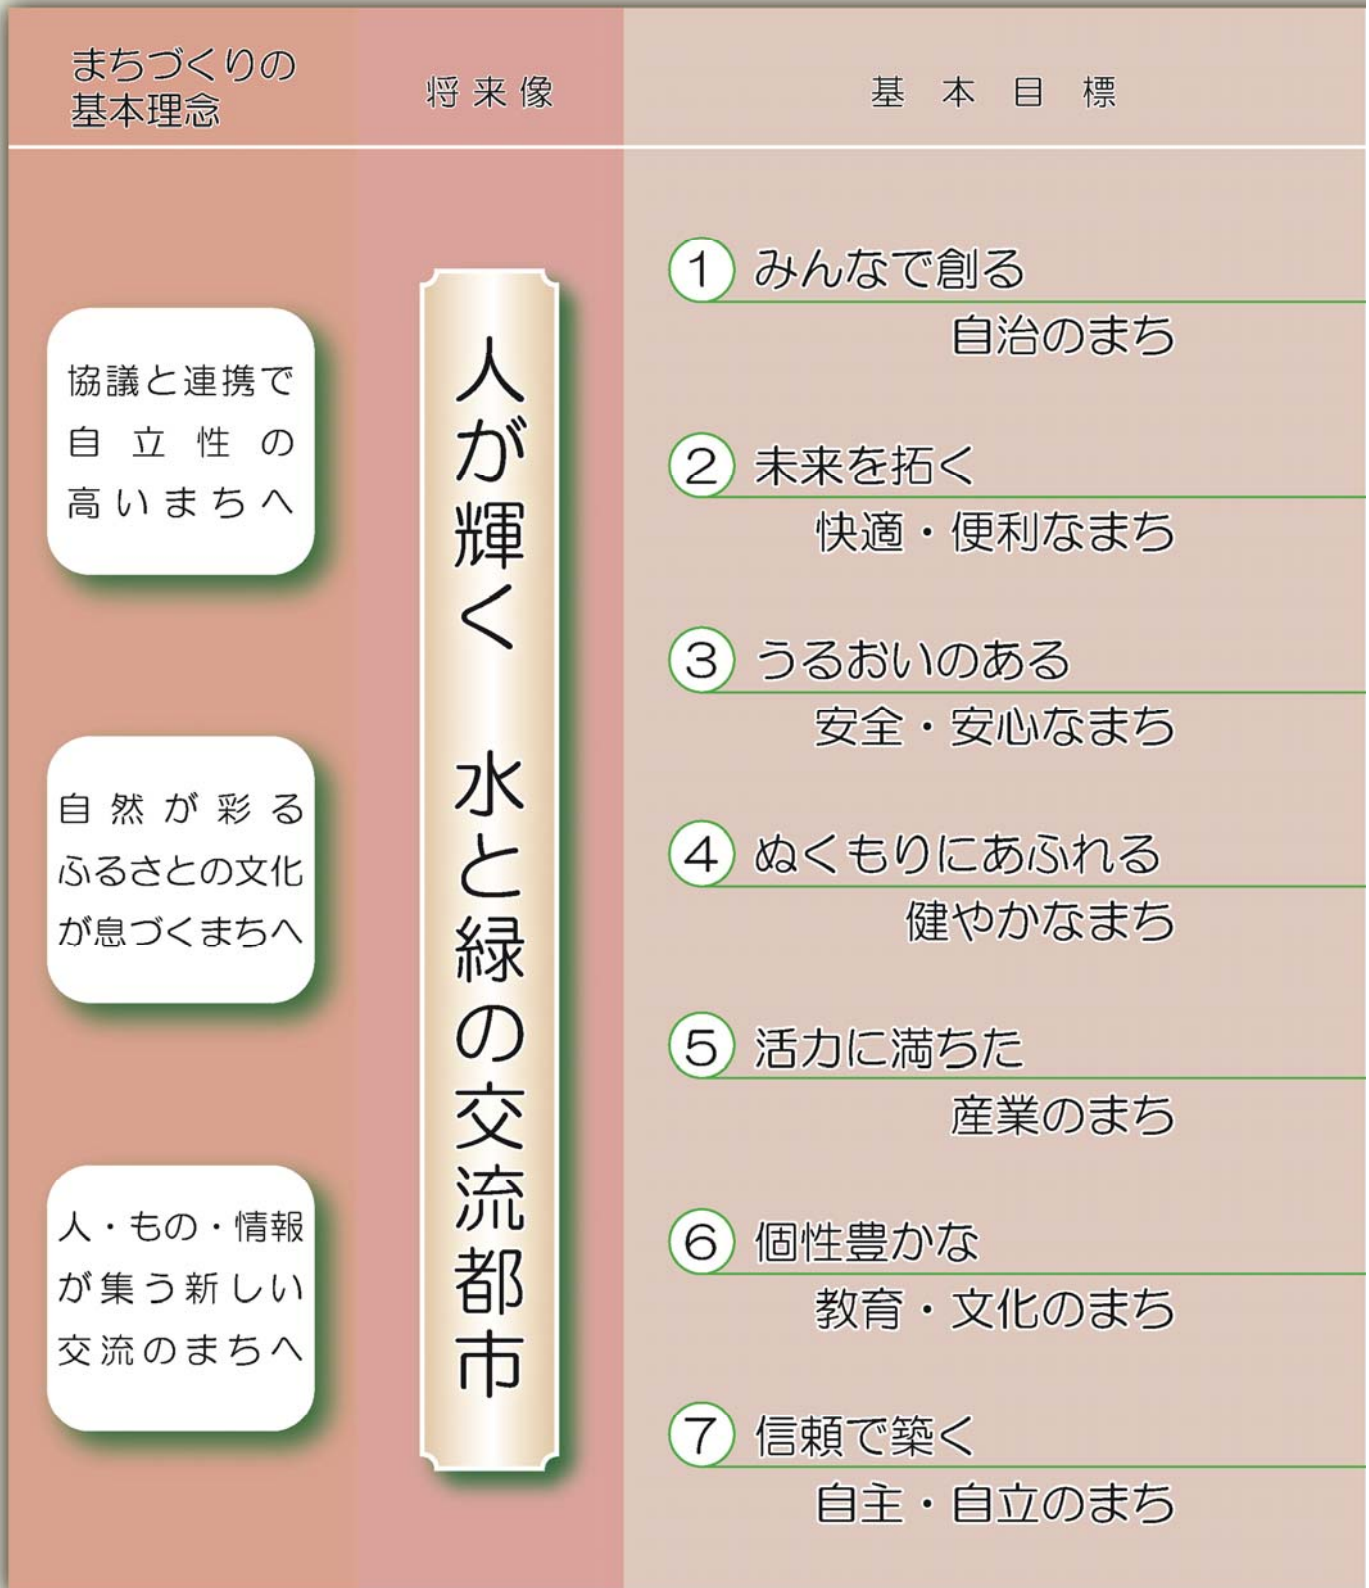 まちづくりの
基本理念
将来像
基本目標
協議と連携で
自立性の
高いまちへ
自然が彩る
ふるさとの文化
が息づくまちへ
人・もの・情報
が集う新しい
交流のまちへ
人が輝く 水と緑の交流都市
① みんなで創る
自治のまち
② 未来を拓く
快適・便利なまち
③ うるおいのある
安全・安心なまち
④ ぬくもりにあふれる
健やかなまち
⑤ 活力に満ちた
産業のまち
⑥ 個性豊かな
教育・文化のまち
⑦ 信頼で築く
自主・自立のまち